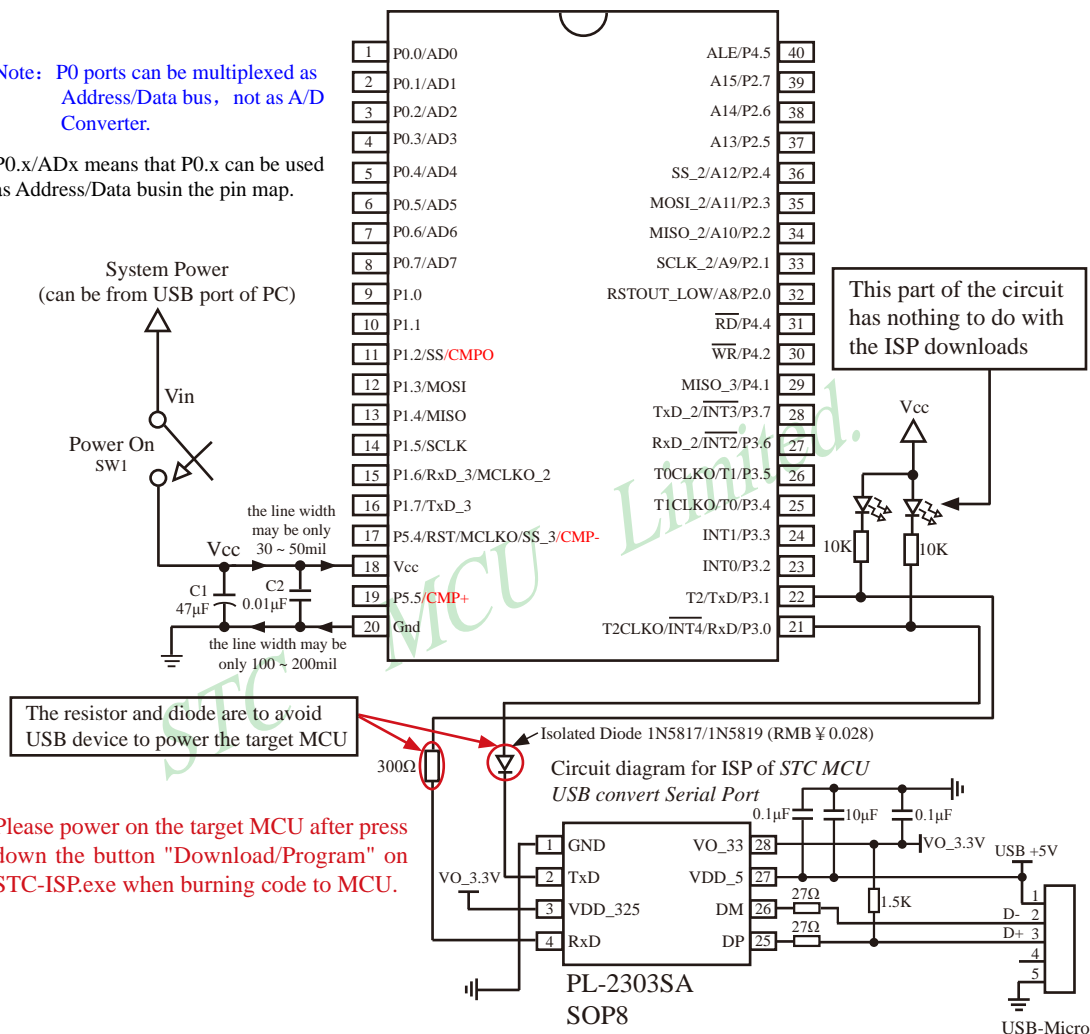 Note: P0 ports can be multiplexed as
Address/Data bus, not as A/D
Converter.
P0.x/ADx means that P0.x can be used
as Address/Data busin the pin map.
System Power
(can be from USB port of PC)
Vin
Power On
SW1
the line width
may be only
30 ~ 50mil
Vcc
C1
47μF
C2
0.01μF
the line width may be
only 100 ~ 200mil
1 P0.0/AD0
2 P0.1/AD1
3 P0.2/AD2
4 P0.3/AD3
5 P0.4/AD4
6 P0.5/AD5
7 P0.6/AD6
8 P0.7/AD7
9 P1.0
10 P1.1
11 P1.2/SS/CMPO
12 P1.3/MOSI
13 P1.4/MISO
14 P1.5/SCLK
15 P1.6/RxD_3/MCLKO_2
16 P1.7/TxD_3
17 P5.4/RST/MCLKO/SS_3/CMP-
18 Vcc
19 P5.5/CMP+
20 Gnd
ALE/P4.5 40
A15/P2.7 39
A14/P2.6 38
A13/P2.5 37
SS_2/A12/P2.4 36
MOSI_2/A11/P2.3 35
MISO_2/A10/P2.2 34
SCLK_2/A9/P2.1 33
RSTOUT_LOW/A8/P2.0 32
RD/P4.4 31
WR/P4.2 30
MISO_3/P4.1 29
TxD_2/INT3/P3.7 28
RxD_2/INT2/P3.6 27
T0CLKO/T1/P3.5 26
T1CLKO/T0/P3.4 25
INT1/P3.3 24
INT0/P3.2 23
T2/TxD/P3.1 22
T2CLKO/INT4/RxD/P3.0 21
This part of the circuit
has nothing to do with
the ISP downloads
Vcc
10K
10K
STC MCU Limited.
The resistor and diode are to avoid
USB device to power the target MCU
300Ω
Isolated Diode 1N5817/1N5819 (RMB ¥ 0.028)
Circuit diagram for ISP of STC MCU
USB convert Serial Port
Please power on the target MCU after press
down the button "Download/Program" on
STC-ISP.exe when burning code to MCU.
0.1μF
10μF
0.1μF
VO_3.3V
VO_3.3V
USB +5V
1 GND
2 TxD
3 VDD_325
4 RxD
VO_33 28
VDD_5 27
DM 26
DP 25
27Ω
27Ω
1.5K
1
D- 2
D+ 3
4
5
PL-2303SA
SOP8
USB-Micro